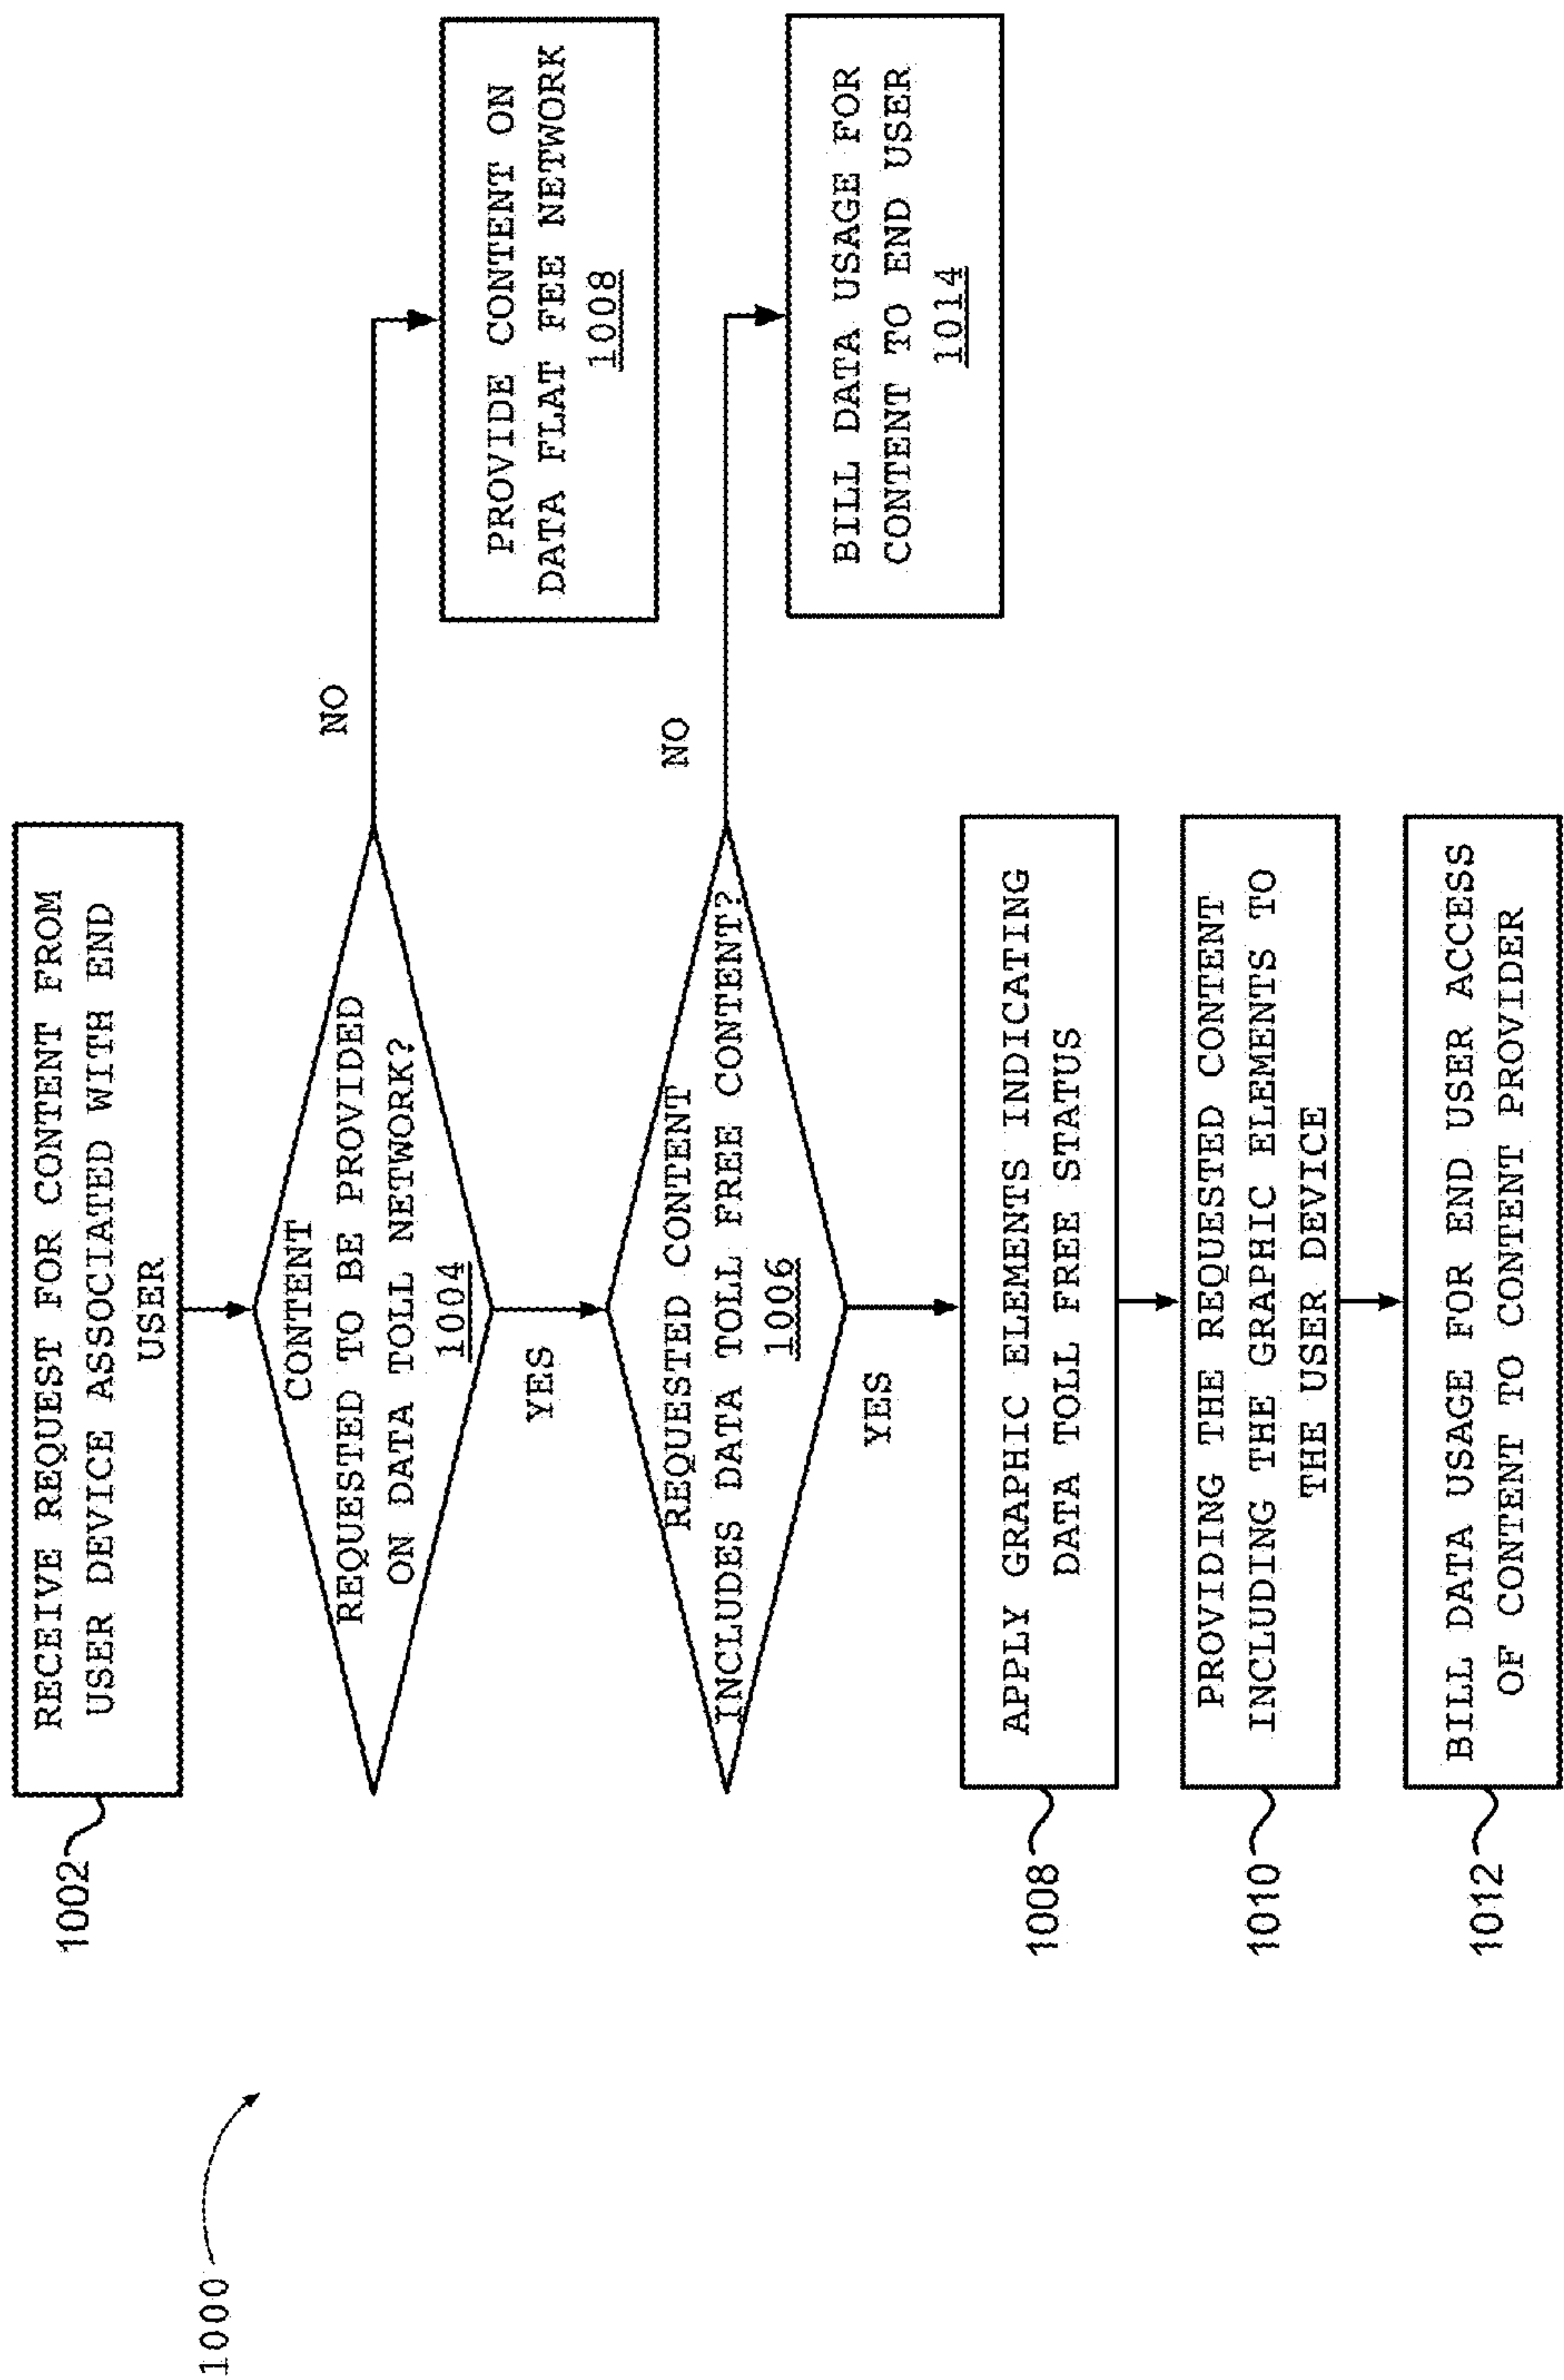 1000
1002
RECEIVE REQUEST FOR CONTENT FROM
USER DEVICE ASSOCIATED WITH END
USER
CONTENT
REQUESTED TO BE PROVIDED
ON DATA TOLL NETWORK?
1004
NO
PROVIDE CONTENT ON
DATA FLAT FEE NETWORK
1008
YES
REQUESTED CONTENT
INCLUDES DATA TOLL FREE CONTENT?
1006
NO
BILL DATA USAGE FOR
CONTENT TO END USER
1014
YES
1008
APPLY GRAPHIC ELEMENTS INDICATING
DATA TOLL FREE STATUS
1010
PROVIDING THE REQUESTED CONTENT
INCLUDING THE GRAPHIC ELEMENTS TO
THE USER DEVICE
1012
BILL DATA USAGE FOR END USER ACCESS
OF CONTENT TO CONTENT PROVIDER